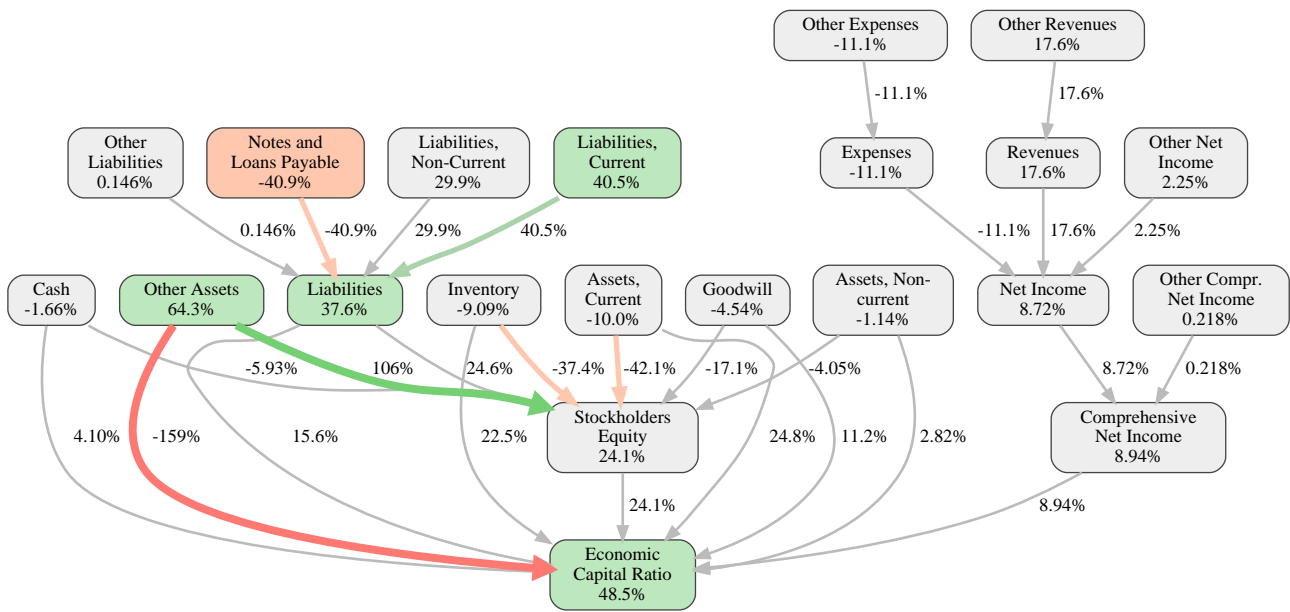 Other Expenses
-11.1%
Other Revenues
17.6%
-11.1%
17.6%
Other
Liabilities
0.146%
Notes and
Loans Payable
-40.9%
Liabilities,
Non-Current
29.9%
Liabilities,
Current
40.5%
Expenses
-11.1%
Revenues
17.6%
Other Net
Income
2.25%
0.146%
-40.9%
29.9%
40.5%
-11.1%
17.6%
2.25%
Cash
-1.66%
Other Assets
64.3%
Liabilities
37.6%
Inventory
-9.09%
Assets,
Current
-10.0%
Goodwill
-4.54%
Assets, Non-
current
-1.14%
Net Income
8.72%
Other Compr.
Net Income
0.218%
-5.93%
106%
24.6%
-37.4%
-42.1%
-17.1%
-4.05%
8.72%
0.218%
Stockholders
Equity
24.1%
Comprehensive
Net Income
8.94%
4.10%
-159%
15.6%
22.5%
24.8%
11.2%
2.82%
24.1%
8.94%
Economic
Capital Ratio
48.5%